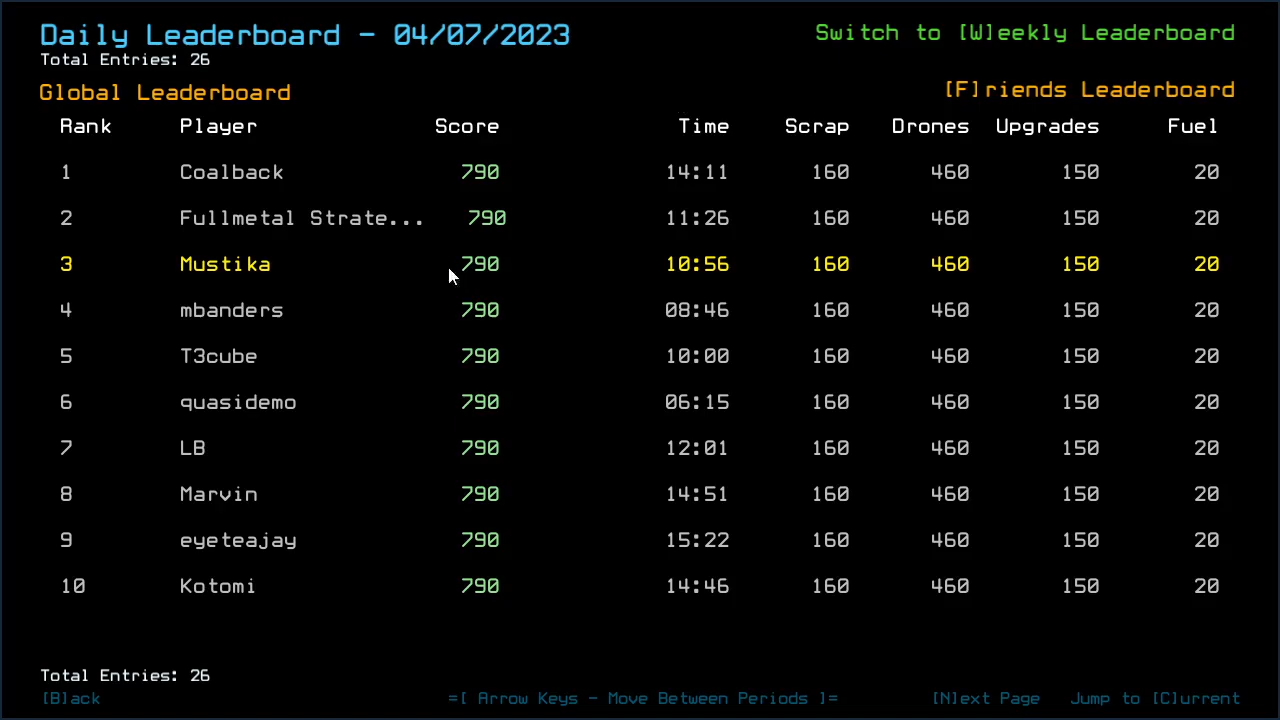 Daily Leaderboard - 04/07/2023 Switch to [W]eekly Leaderboard
Total Entries: 26
Global Leaderboard [F]riends Leaderboard
Rank Player Score Time Scrap Drones Upgrades Fuel
1 Coalback 790 14:11 160 460 150 20
2 Fullmetal Strate... 790 11:26 160 460 150 20
3 Mustika 790 10:56 160 460 150 20
4 mbanders 790 08:46 160 460 150 20
5 T3cube 790 10:00 160 460 150 20
6 quasidemo 790 06:15 160 460 150 20
7 LB 790 12:01 160 460 150 20
8 Marvin 790 14:51 160 460 150 20
9 eyeteajay 790 15:22 160 460 150 20
10 Kotomi 790 14:46 160 460 150 20
Total Entries: 26
[B]ack =[ Arrow Keys - Move Between Periods ]= [N]ext Page Jump to [C]urrent